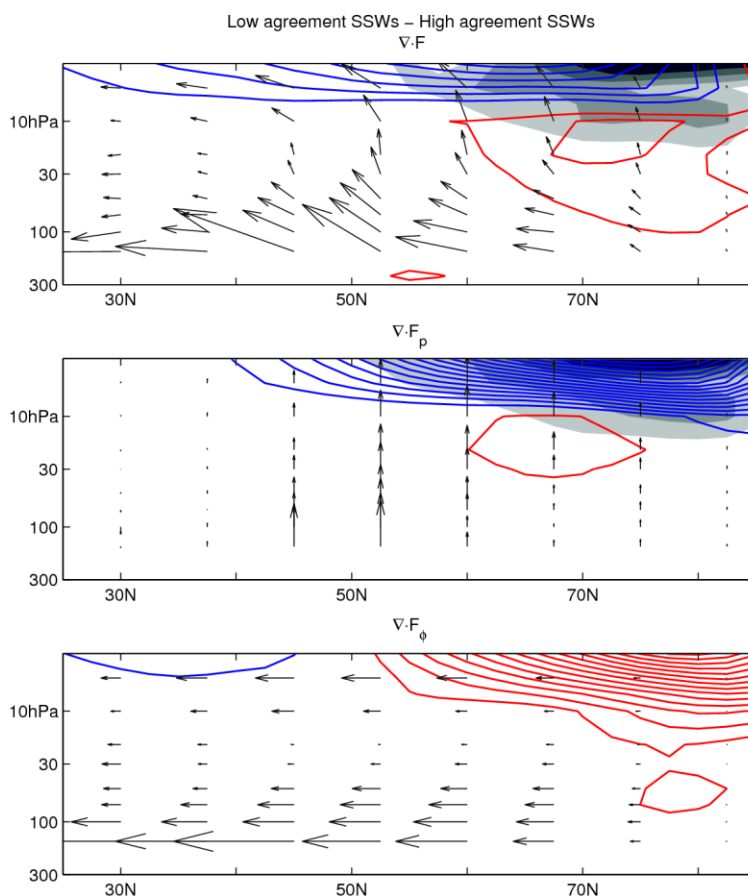 Low agreement SSWs − High agreement SSWs
∇·F
10hPa
30
100
300
30N 50N 70N
∇·F_p
10hPa
30
100
300
30N 50N 70N
∇·F_ϕ
10hPa
30
100
300
30N 50N 70N